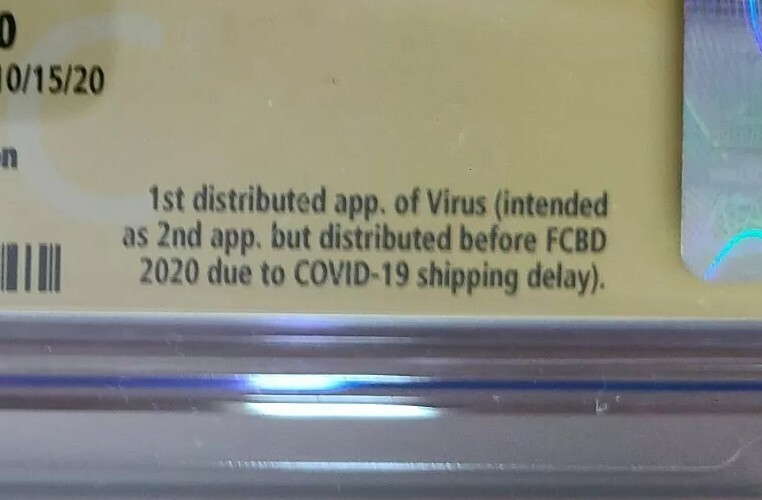 0
10/15/20
n
1st distributed app. of Virus (intended
as 2nd app. but distributed before FCBD
2020 due to COVID-19 shipping delay).